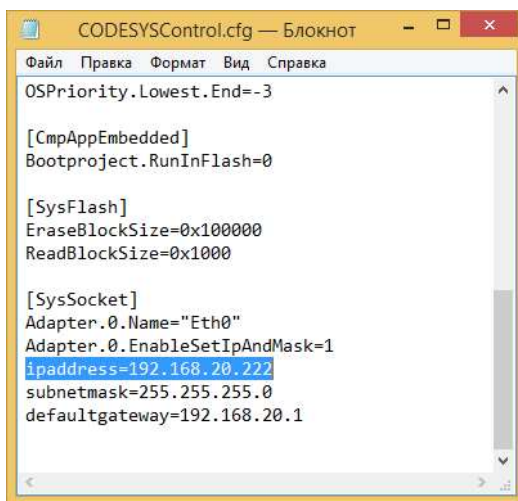 CODESYSControl.cfg — Блокнот
Файл Правка Формат Вид Справка
OSPriority.Lowest.End=-3
[CmpAppEmbedded]
Bootproject.RunInFlash=0
[SysFlash]
EraseBlockSize=0x100000
ReadBlockSize=0x1000
[SysSocket]
Adapter.0.Name="Eth0"
Adapter.0.EnableSetIpAndMask=1
ipaddress=192.168.20.222
subnetmask=255.255.255.0
defaultgateway=192.168.20.1